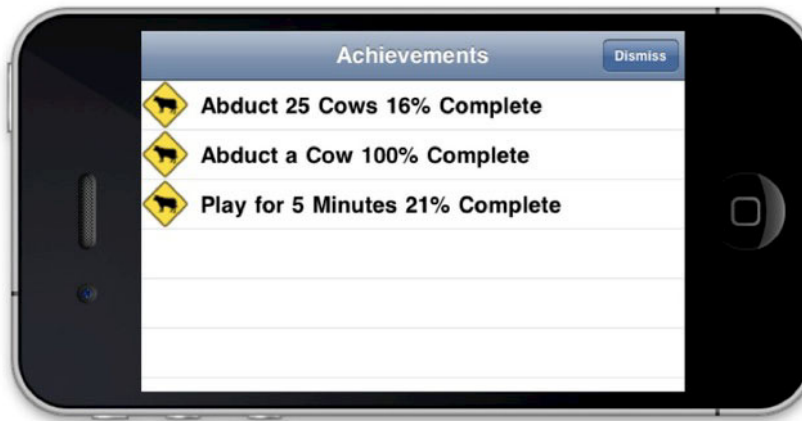 Achievements
Dismiss
Abduct 25 Cows 16% Complete
Abduct a Cow 100% Complete
Play for 5 Minutes 21% Complete